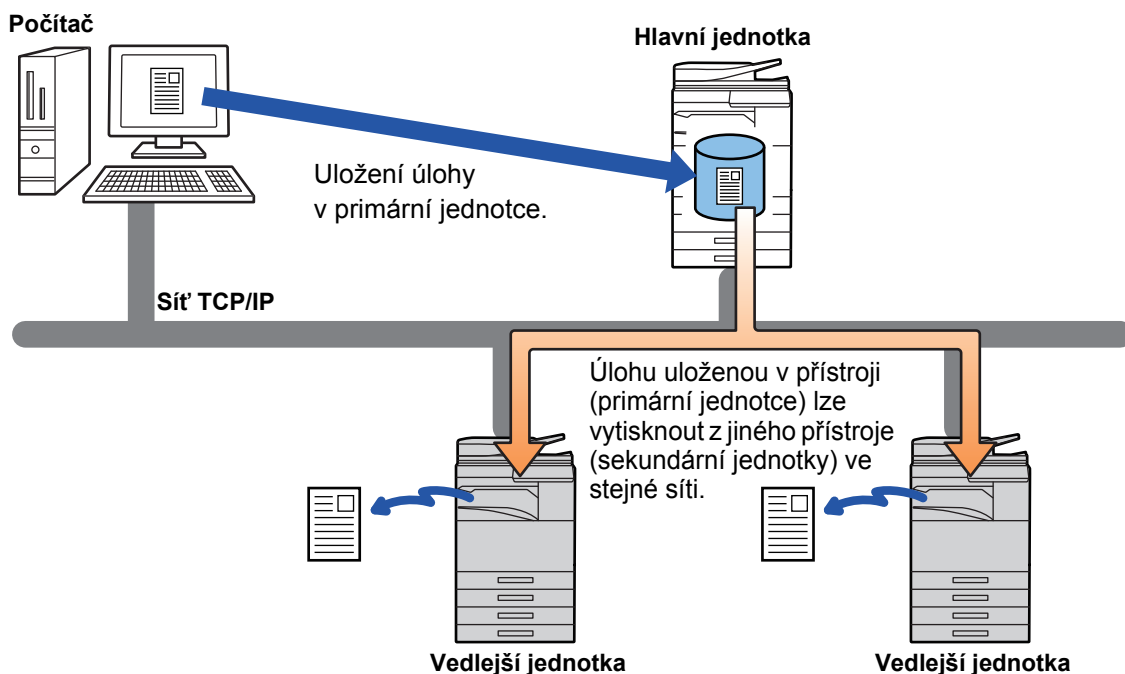 Počítač
Hlavní jednotka
Uložení úlohy
v primární jednotce.
Síť TCP/IP
Úlohu uloženou v přístroji
(primární jednotce) lze
vytisknout z jiného přístroje
(sekundární jednotky) ve
stejné síti.
Vedlejší jednotka
Vedlejší jednotka